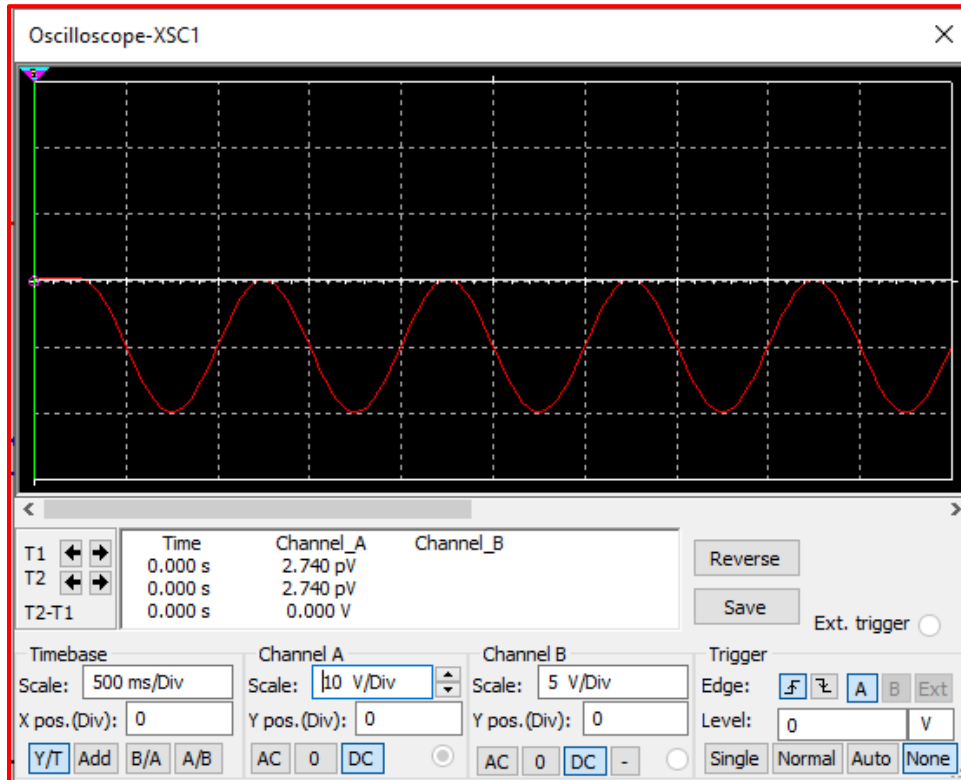 Oscilloscope-XSC1
Time Channel_A Channel_B
T1 0.000 s 2.740 pV
T2 0.000 s 2.740 pV
T2-T1 0.000 s 0.000 V
Reverse
Save
Ext. trigger
Timebase
Scale: 500 ms/Div
X pos.(Div): 0
Y/T Add B/A A/B
Channel A
Scale: 10 V/Div
Y pos.(Div): 0
AC 0 DC
Channel B
Scale: 5 V/Div
Y pos.(Div): 0
AC 0 DC -
Trigger
Edge: A B Ext
Level: 0 V
Single Normal Auto None